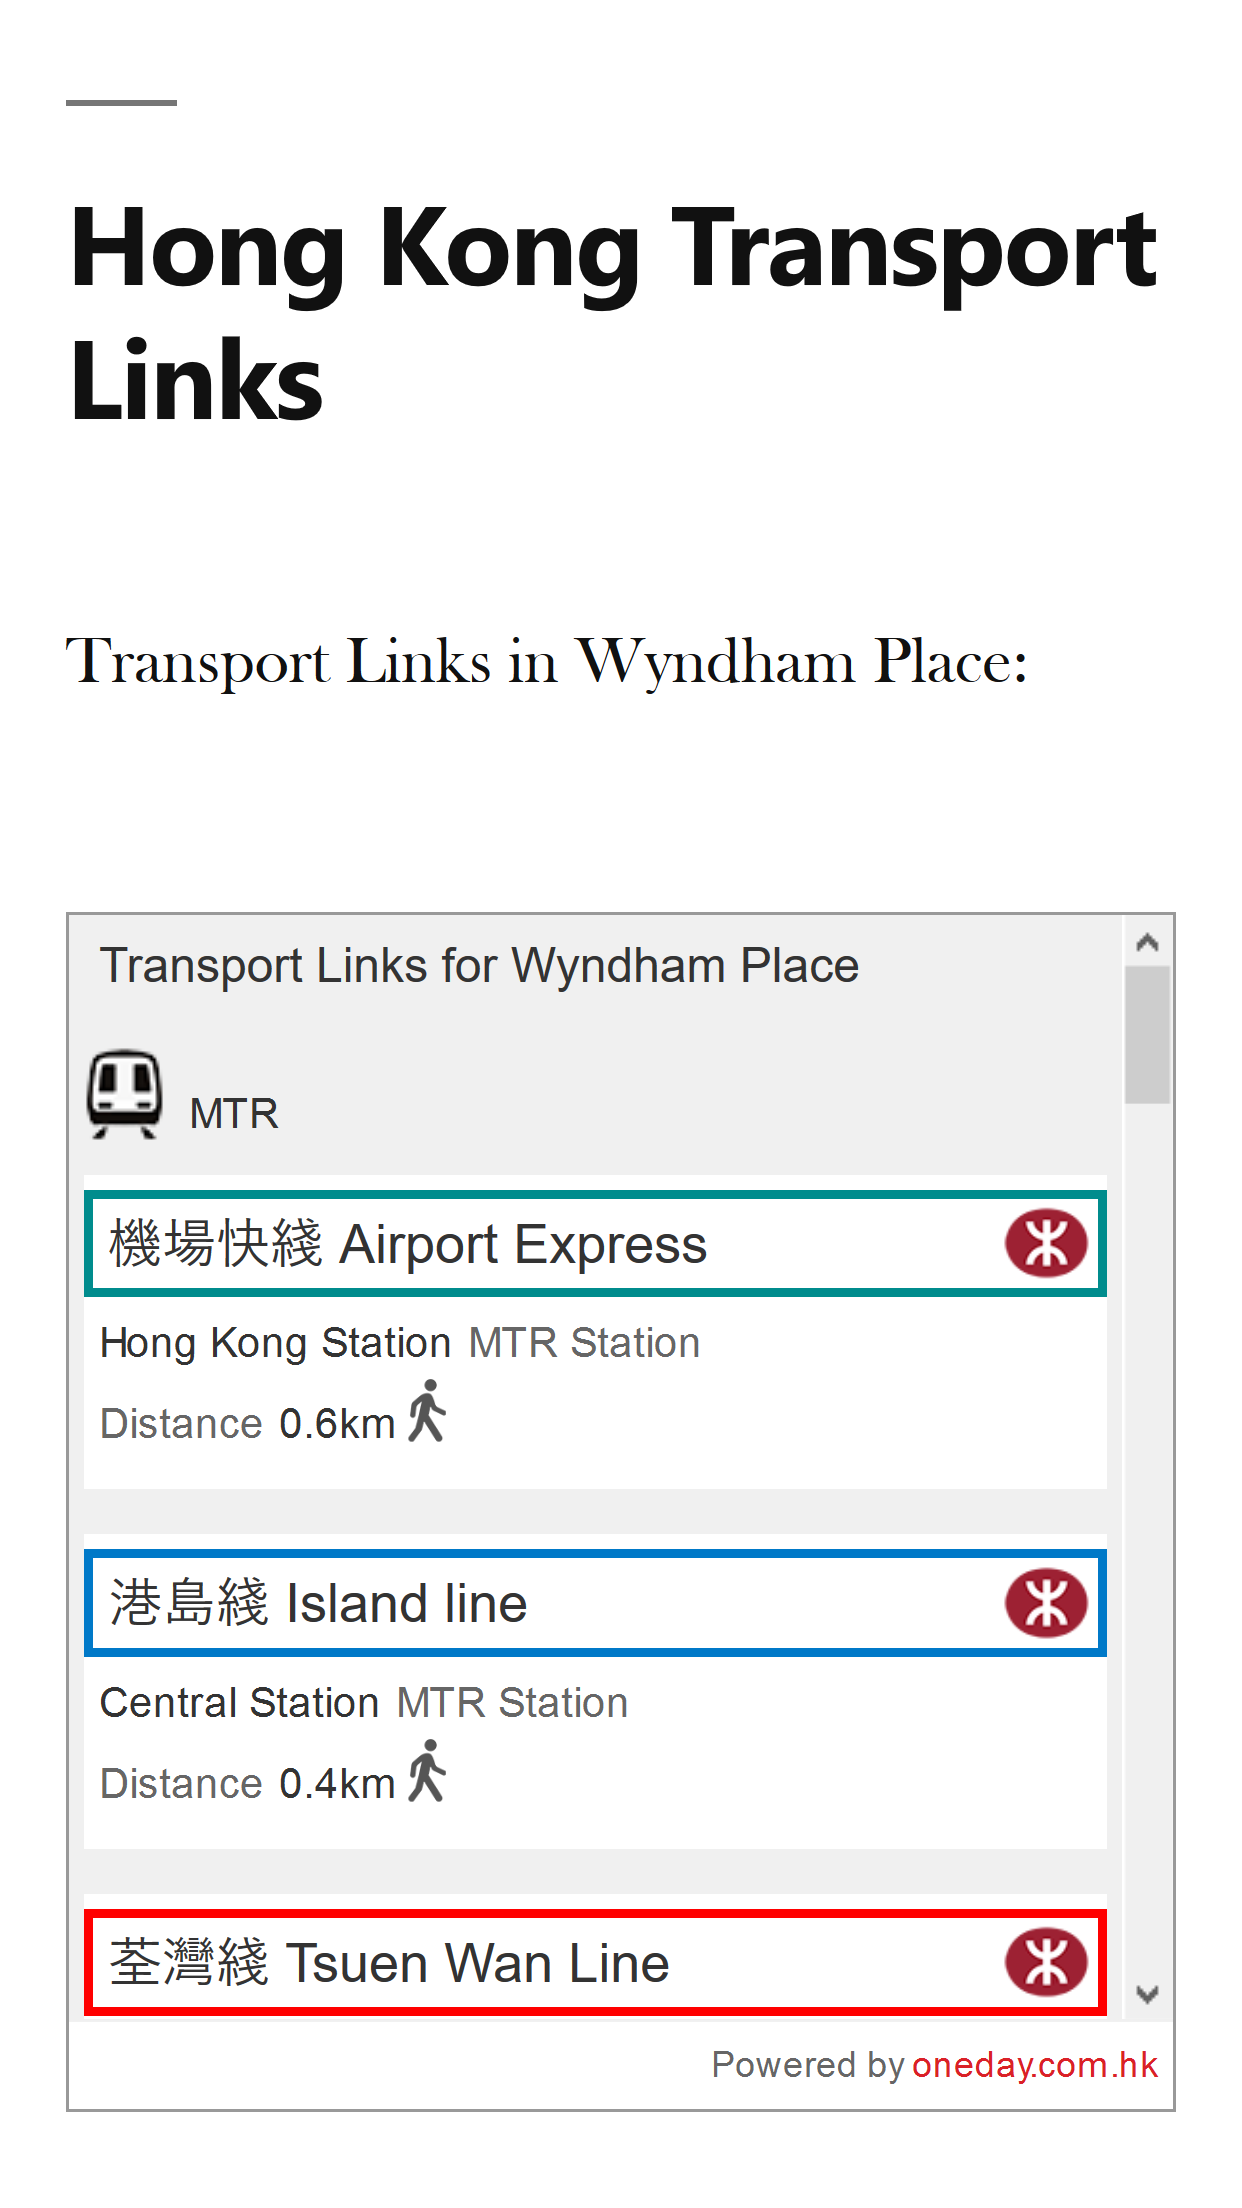 Hong Kong Transport
Links
Transport Links in Wyndham Place:
Transport Links for Wyndham Place
MTR
機場快綫 Airport Express
Hong Kong Station MTR Station
Distance 0.6km
港島綫 Island line
Central Station MTR Station
Distance 0.4km
荃灣綫 Tsuen Wan Line
Powered by oneday.com.hk